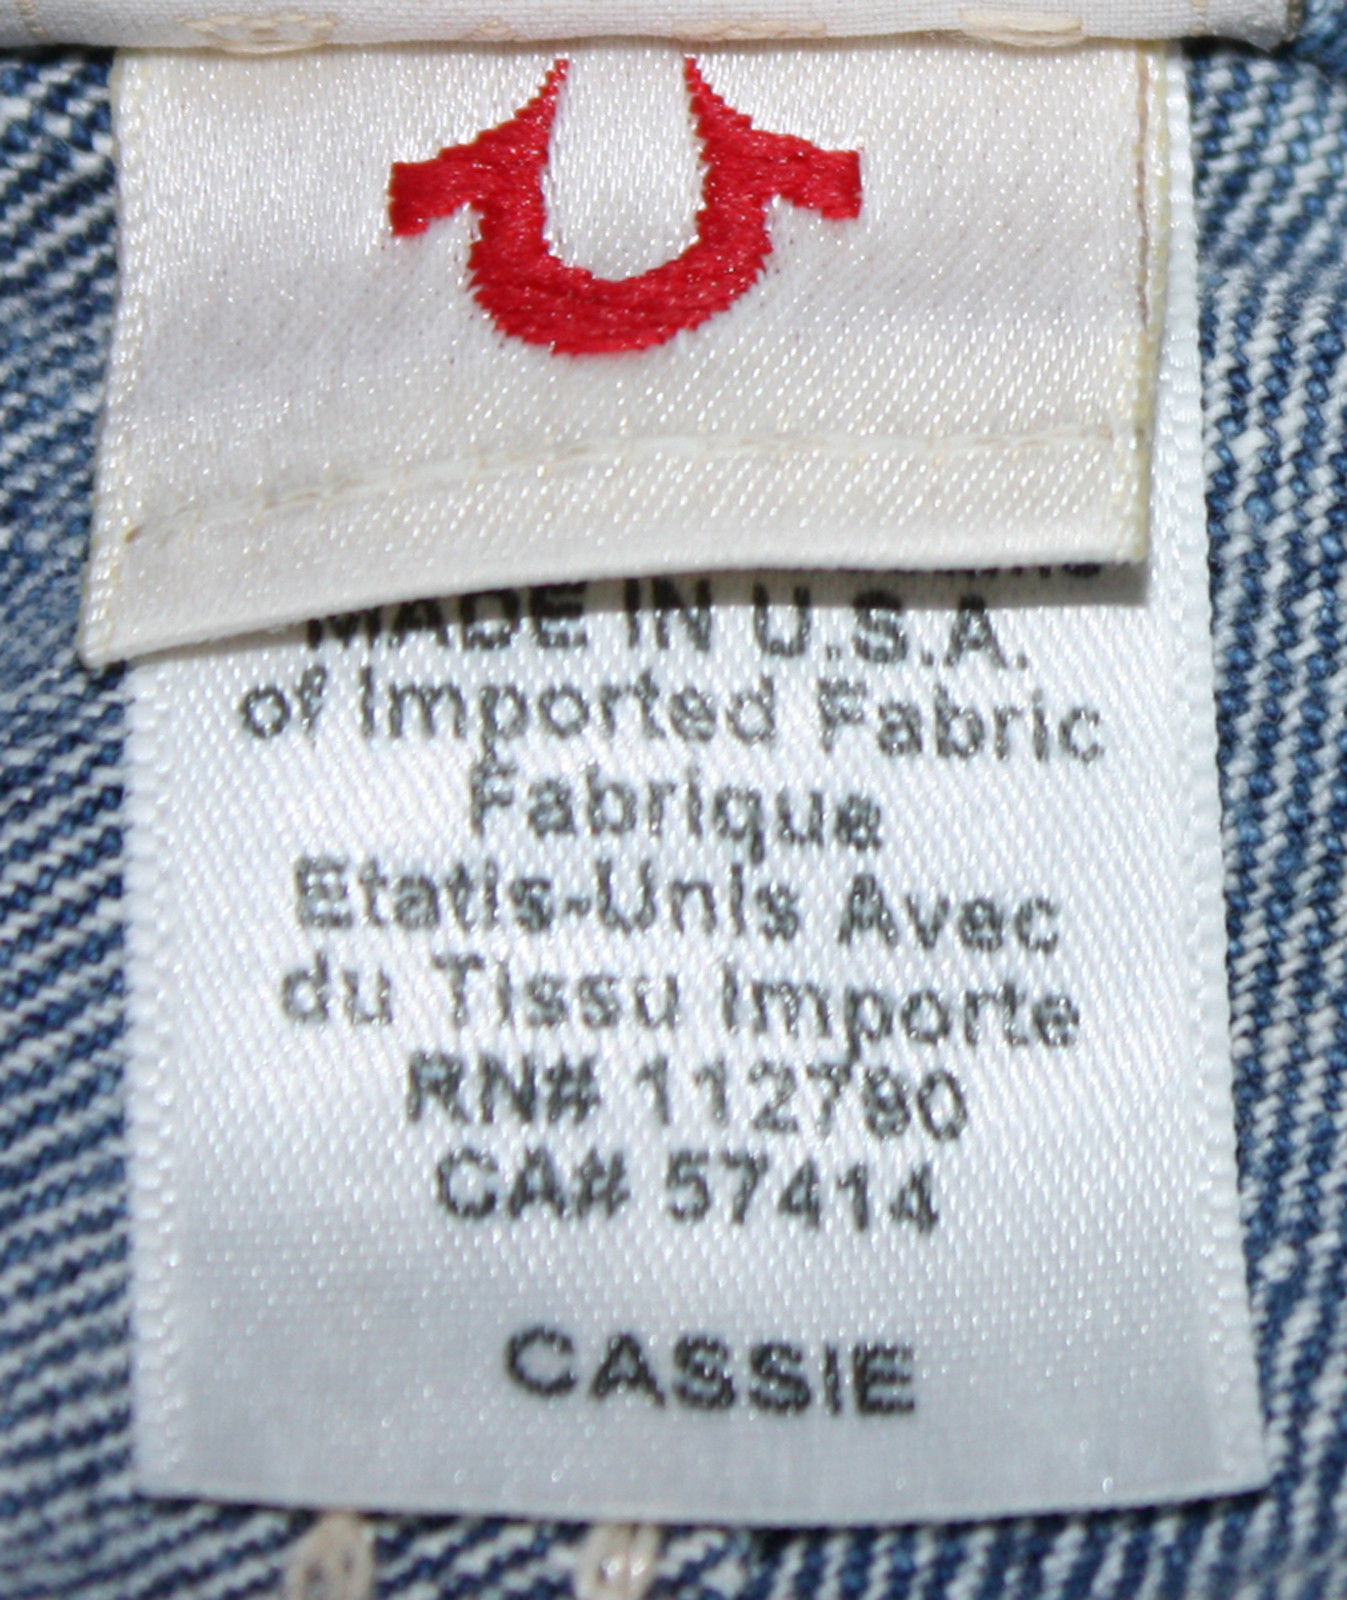 MADE IN U.S.A.
of Imported Fabric
Fabrique
Etatis-Unis Avec
du Tissu Importe
RN# 112790
CA# 57414
CASSIE